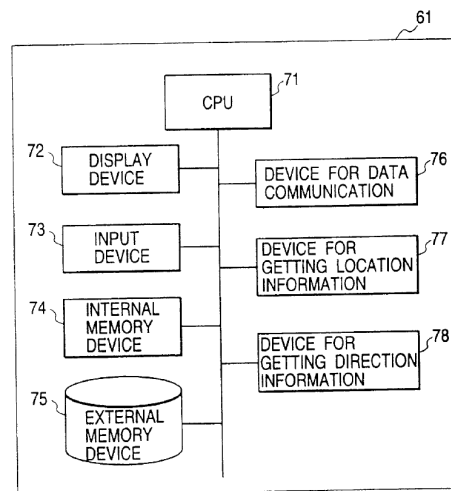 61
71
CPU
72
DISPLAY
DEVICE
76
DEVICE FOR DATA
COMMUNICATION
73
INPUT
DEVICE
77
DEVICE FOR
GETTING LOCATION
INFORMATION
74
INTERNAL
MEMORY
DEVICE
78
DEVICE FOR
GETTING DIRECTION
INFORMATION
75
EXTERNAL
MEMORY
DEVICE